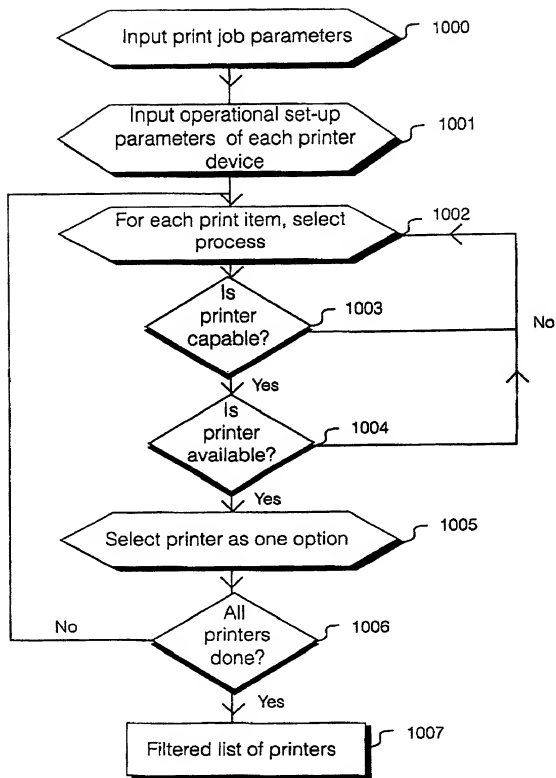 Input print job parameters
1000
Input operational set-up
parameters of each printer
device
1001
For each print item, select
process
1002
Is
printer
capable?
1003
No
Yes
Is
printer
available?
1004
Yes
Select printer as one option
1005
All
printers
done?
1006
No
Yes
Filtered list of printers
1007